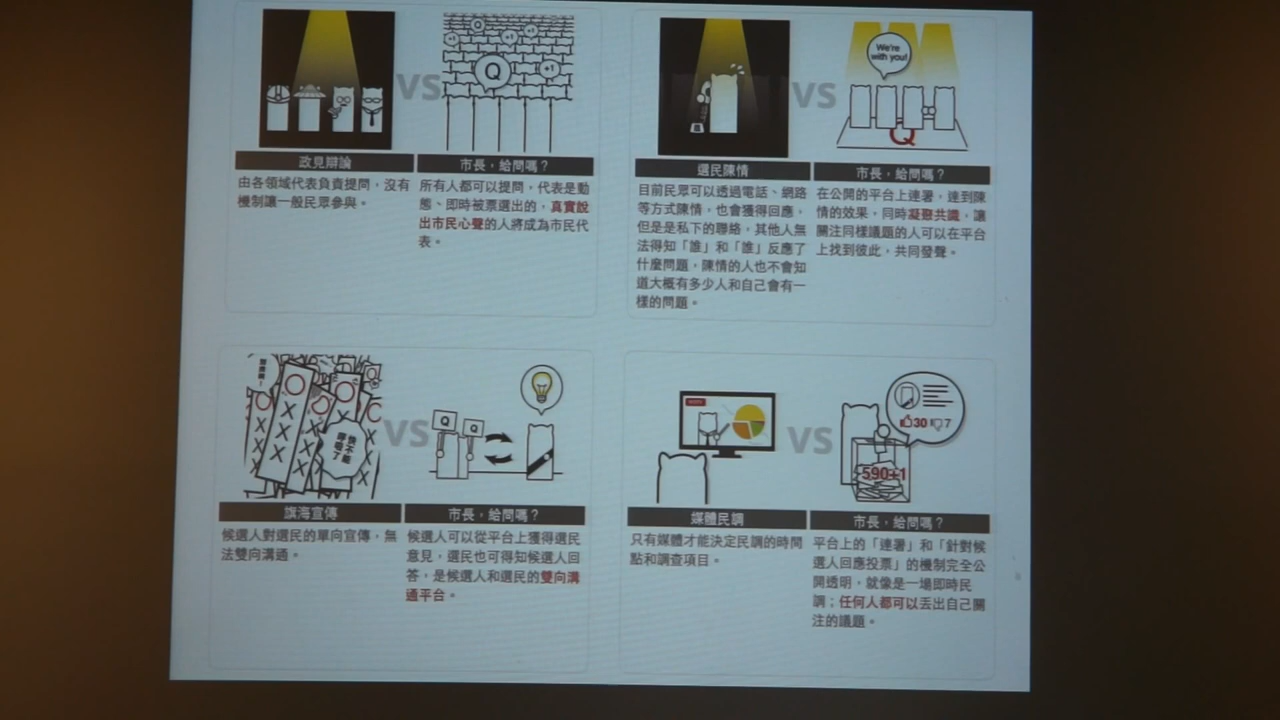 VS
Q
+1
政見辯論
由各領域代表負責提問，沒有
機制讓一般民眾參與。
市長，給問嗎？
所有人都可以提問，代表是動
態、即時被票選出的，真實說
出市民心聲的人將成為市民代
表。
VS
We're
with you!
Q
選民陳情
目前民眾可以透過電話、網路
等方式陳情，也會獲得回應，
但是是私下的聯絡，其他人無
法得知「誰」和「誰」反應了
什麼問題，陳情的人也不會知
道大概有多少人和自己會有一
樣的問題。
市長，給問嗎？
在公開的平台上連署，達到陳
情的效果，同時凝聚共識，讓
關注同樣議題的人可以在平台
上找到彼此，共同發聲。
VS
Q
Q
旗海宣傳
候選人對選民的單向宣傳，無
法雙向溝通。
市長，給問嗎？
候選人可以從平台上獲得選民
意見，選民也可得知候選人回
答，是候選人和選民的雙向溝
通平台。
VS
30 7
590+1
媒體民調
只有媒體才能決定民調的時間
點和調查項目。
市長，給問嗎？
平台上的「連署」和「針對候
選人回應投票」的機制完全公
開透明，就像是一場即時民
調；任何人都可以丟出自己關
注的議題。